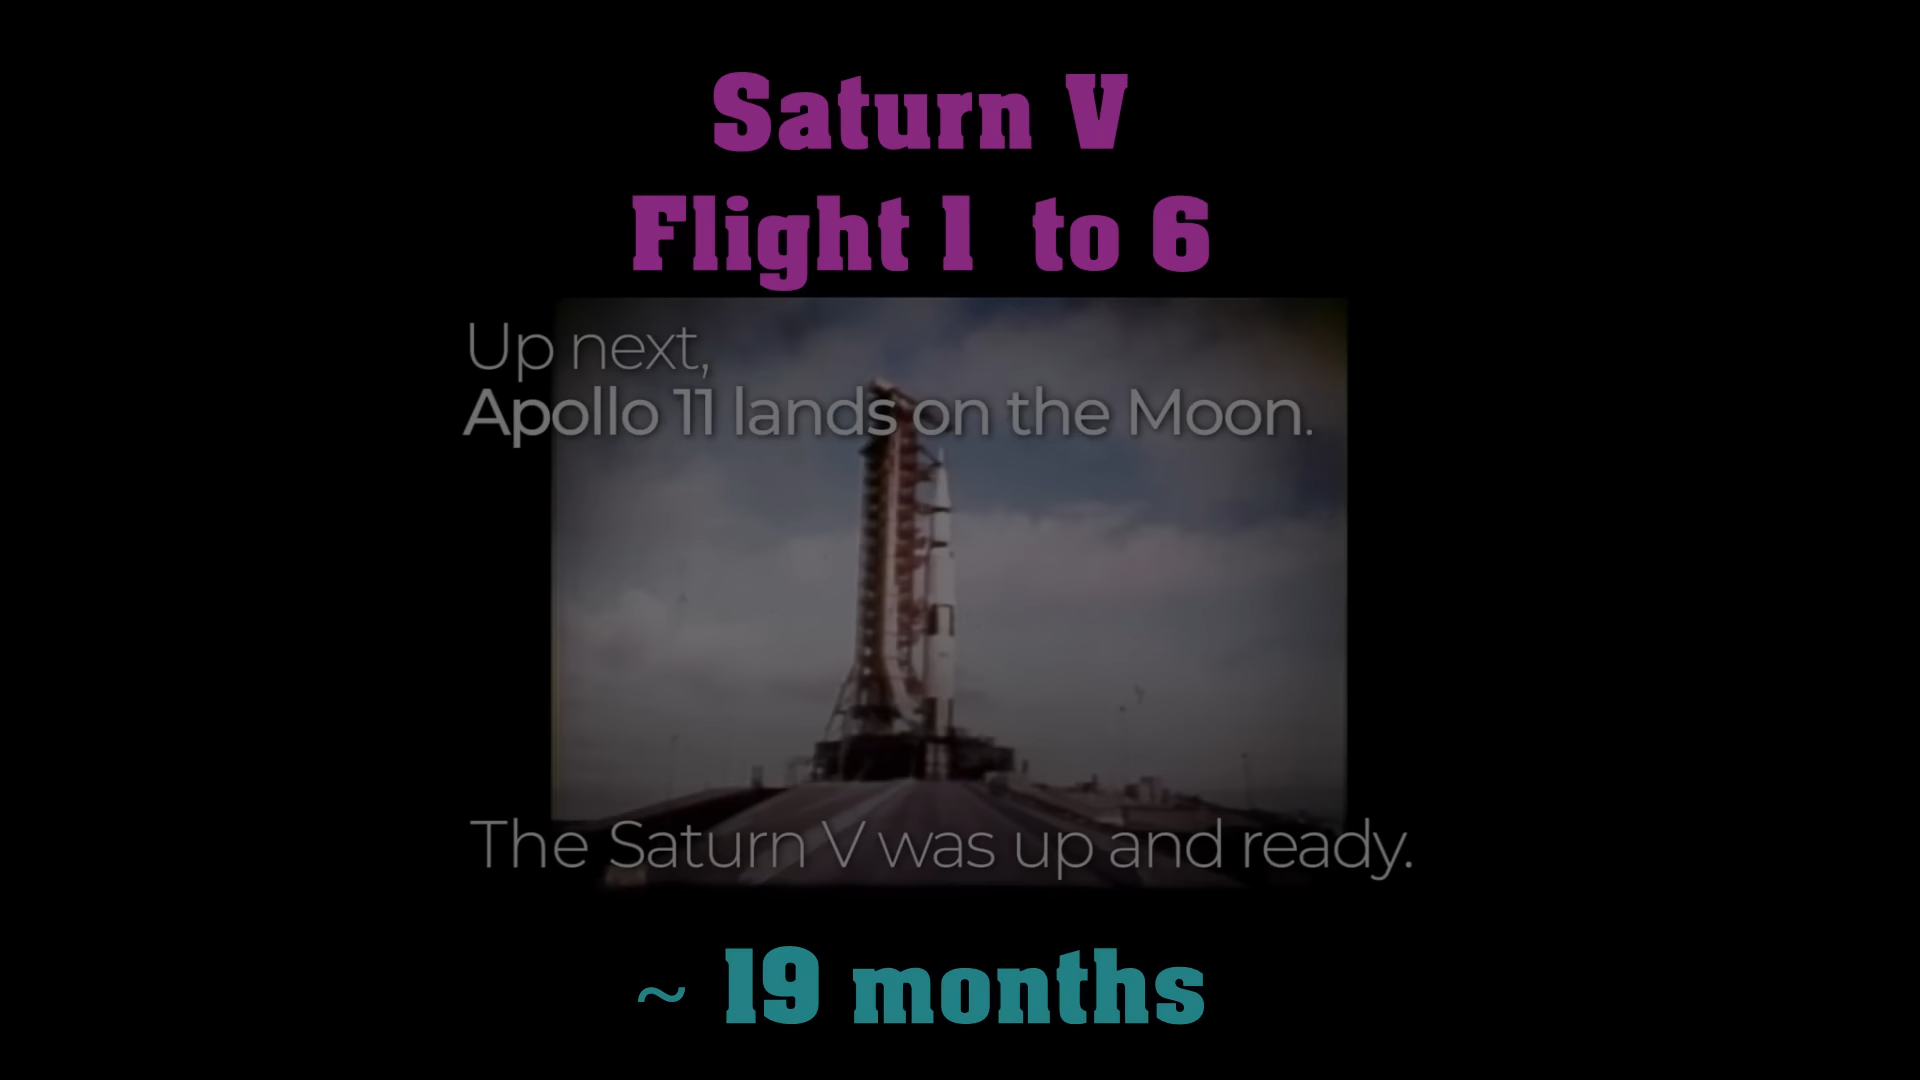 Saturn V
Flight 1 to 6
Up next,
Apollo 11 lands on the Moon.
The Saturn V was up and ready.
~ 19 months